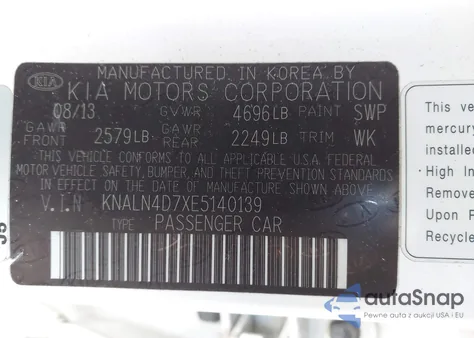 MANUFACTURED IN KOREA BY
KIA KIA MOTORS CORPORATION
08/13 GVWR 4696LB PAINT SWP
GAWR FRONT 2579LB GAWR REAR 2249LB TRIM WK
THIS VEHICLE CONFORMS TO ALL APPLICABLE U.S.A. FEDERAL
MOTOR VEHICLE SAFETY, BUMPER, AND THEFT PREVENTION STANDARDS
IN EFFECT ON THE DATE OF MANUFACTURE SHOWN ABOVE.
V.I.N KNALN4D7XE5140139
TYPE PASSENGER CAR
This ve
mercury
installed
· High In
Remove
Upon F
Recycle
autoSnap
Pewne auta z aukcji USA i EU